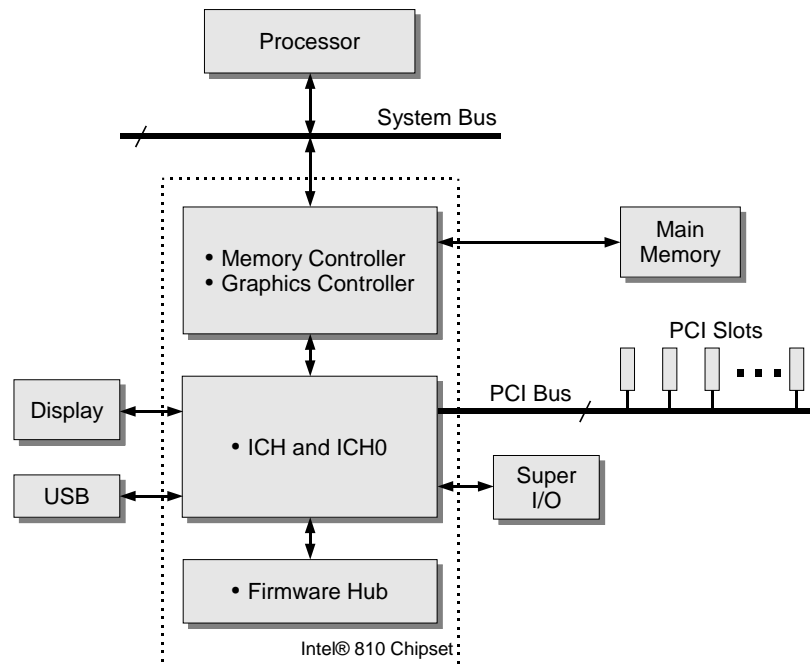 Processor
System Bus
• Memory Controller
• Graphics Controller
Main
Memory
PCI Slots
PCI Bus
Display
• ICH and ICH0
USB
Super
I/O
• Firmware Hub
Intel® 810 Chipset